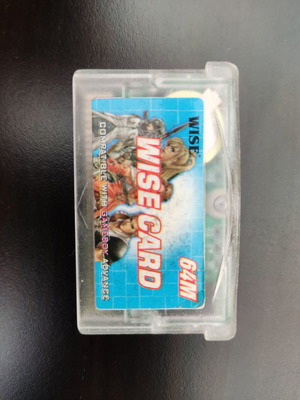 WISE
64M
WISE CARD
COMPATIBLE WITH GAMEBOY ADVANCE